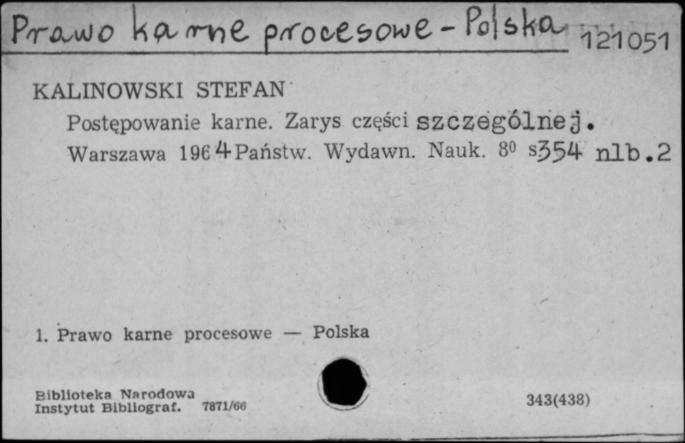 Prawo karne procesowe - Polska 121051
KALINOWSKI STEFAN
Postępowanie karne. Zarys części szczególnej.
Warszawa 1964 Państw. Wydawn. Nauk. 8⁰ s354 nlb.2
1. Prawo karne procesowe — Polska
Biblioteka Narodowa
Instytut Bibliograf. 7871/66
343(438)